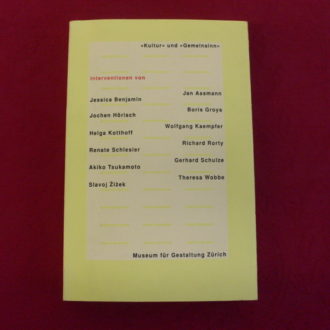 «Kultur» und «Gemeinsinn»
Interventionen von
Jan Assmann
Jessica Benjamin
Boris Groys
Jochen Hörisch
Wolfgang Kaempfer
Helga Kotthoff
Richard Rorty
Renate Schlesier
Gerhard Schulze
Akiko Tsukamoto
Theresa Wobbe
Slavoj Žižek
Museum für Gestaltung Zürich